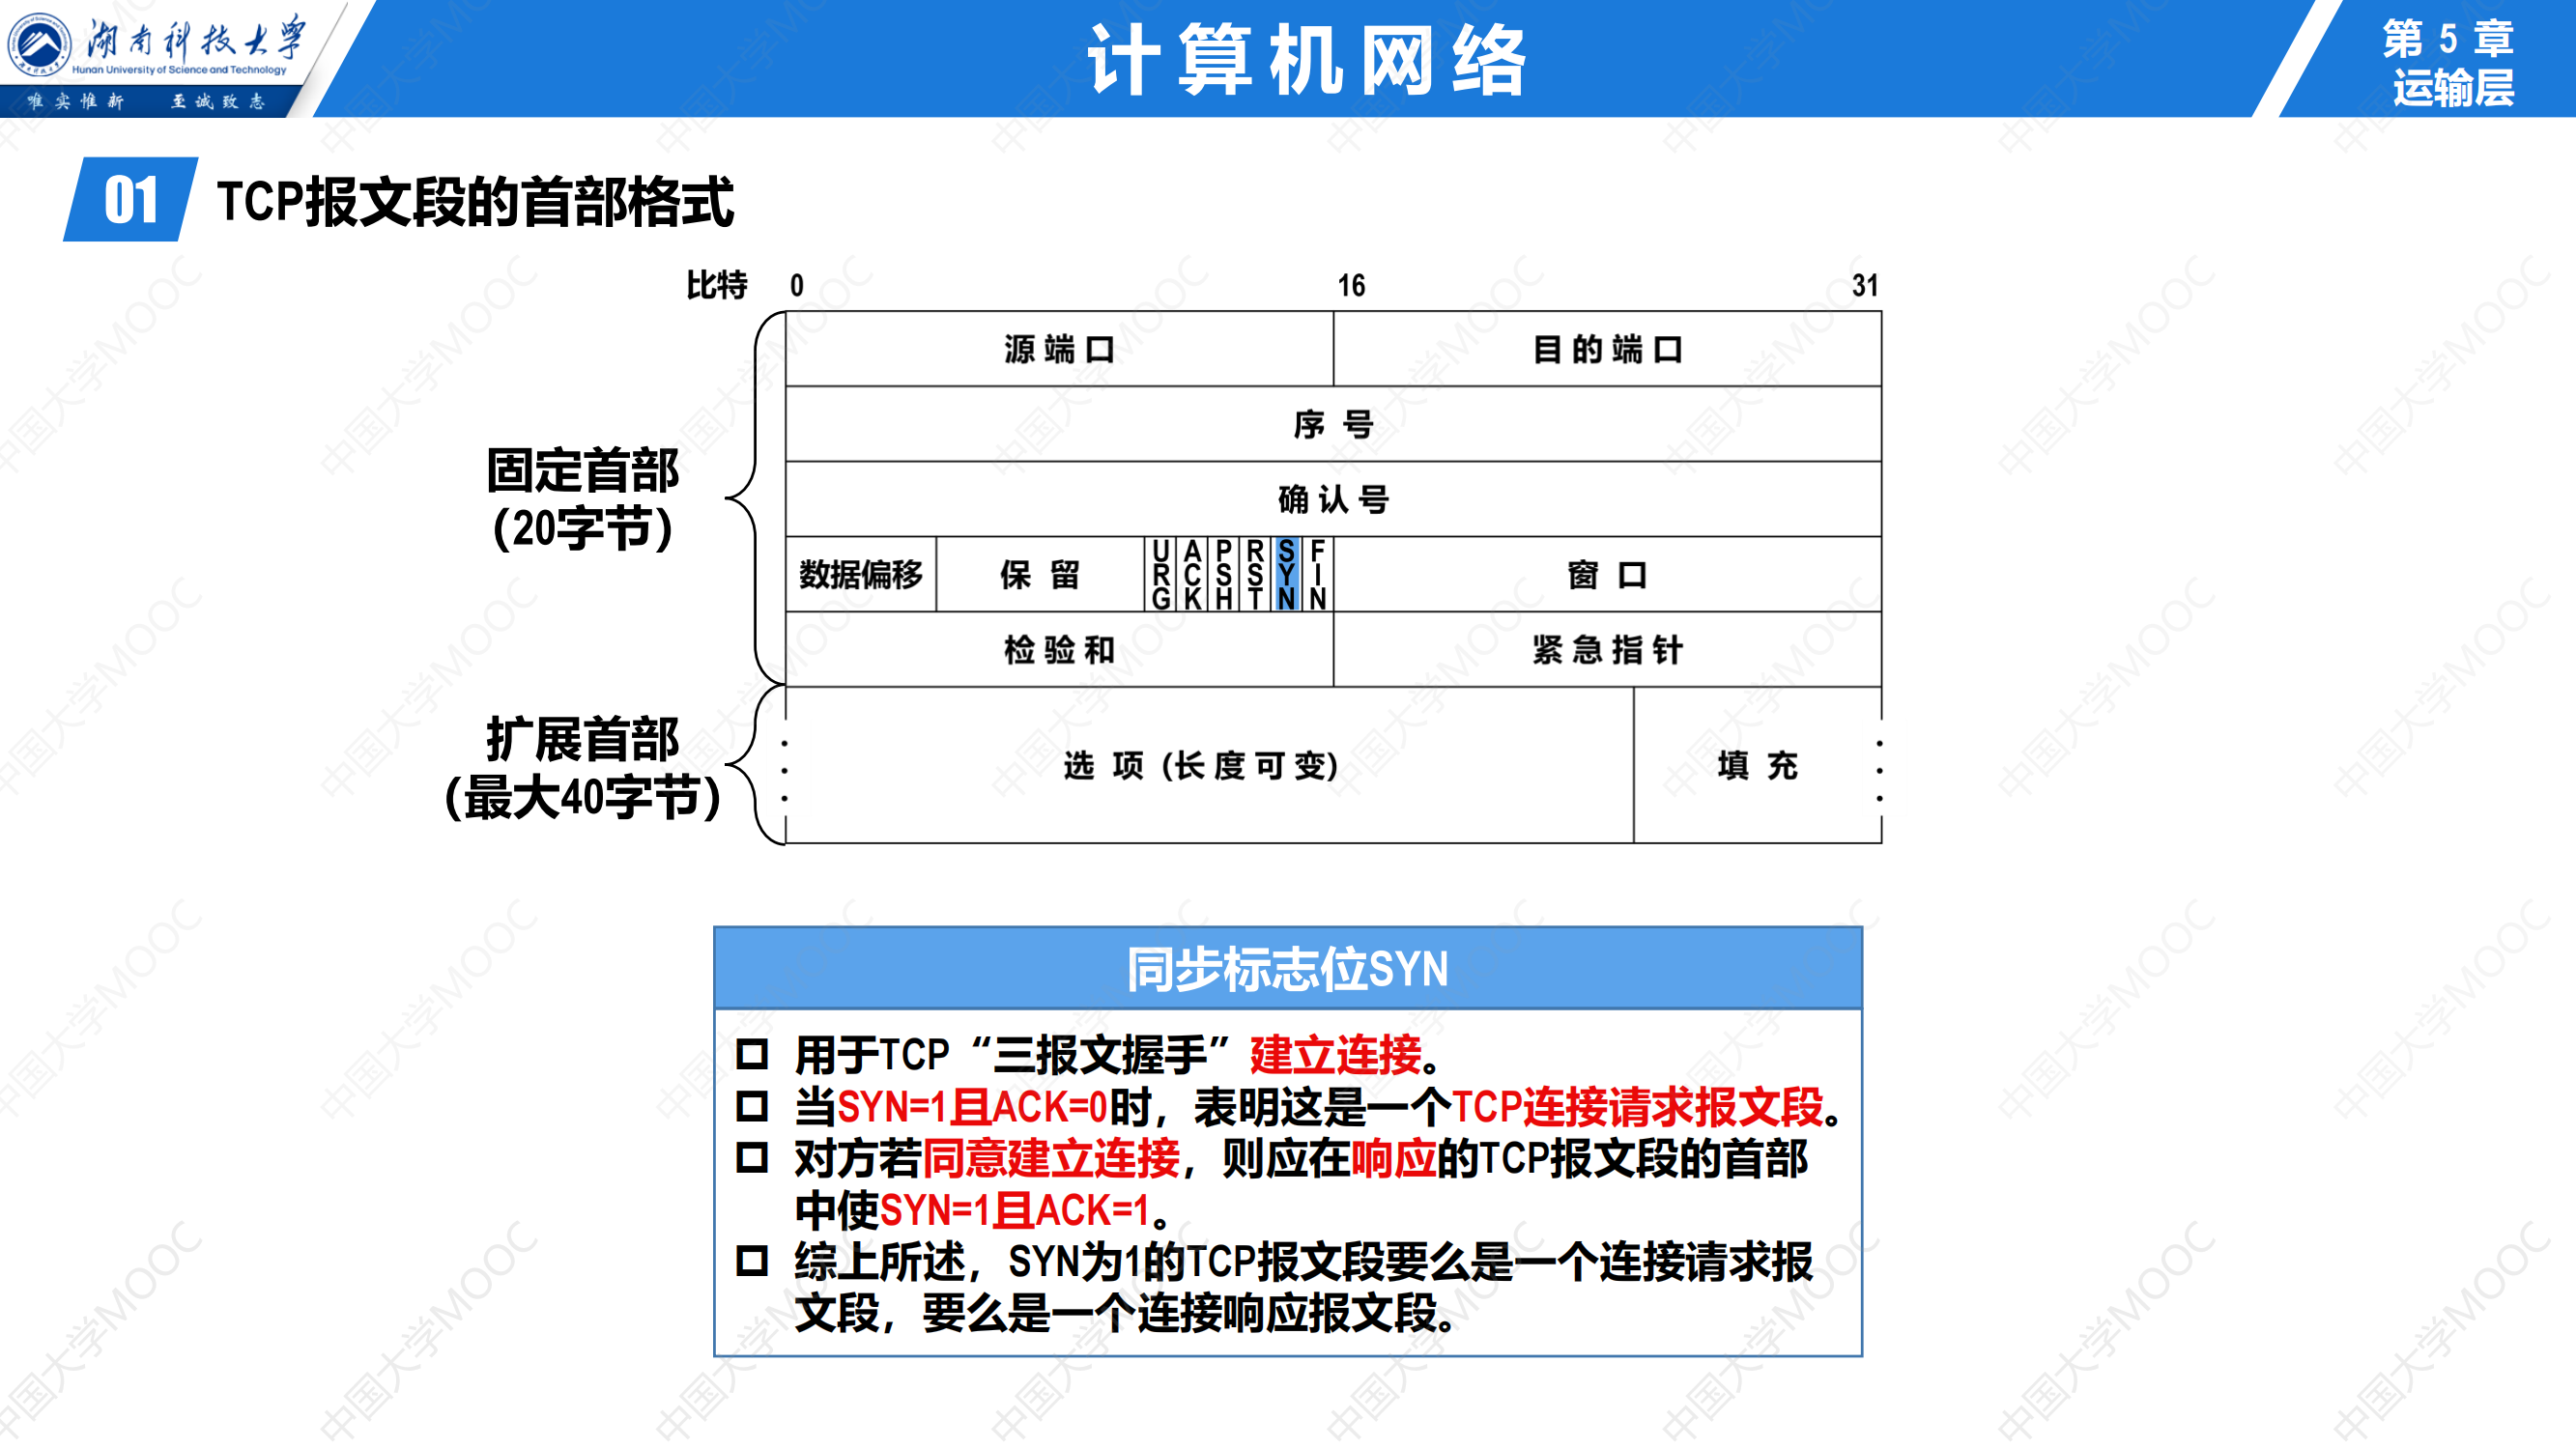 湖南科技大学
Hunan University of Science and Technology
唯实惟新 至诚致志
计算机网络
第 5 章
运输层
01 TCP报文段的首部格式
比特 0 16 31
源端口 目的端口
序号
确认号
固定首部
（20字节）
数据偏移 保留 URG ACK PSH RST SYN FIN 窗口
检验和 紧急指针
扩展首部
（最大40字节）
选项 (长度可变) 填充
同步标志位SYN
用于TCP“三报文握手”建立连接。
当SYN=1且ACK=0时，表明这是一个TCP连接请求报文段。
对方若同意建立连接，则应在响应的TCP报文段的首部
中使SYN=1且ACK=1。
综上所述，SYN为1的TCP报文段要么是一个连接请求报
文段，要么是一个连接响应报文段。
中国大学MOOC